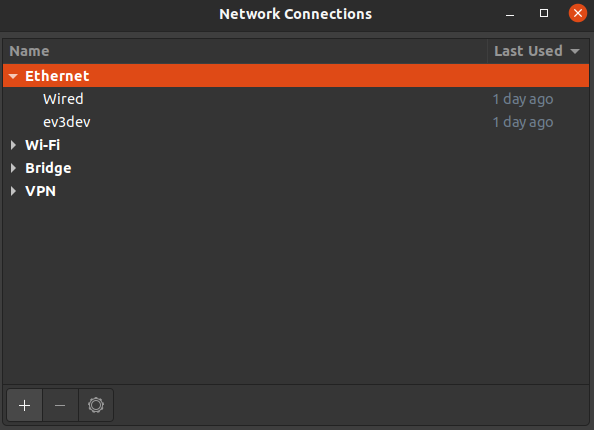 Network Connections
Name Last Used
Ethernet
Wired 1 day ago
ev3dev 1 day ago
Wi-Fi
Bridge
VPN